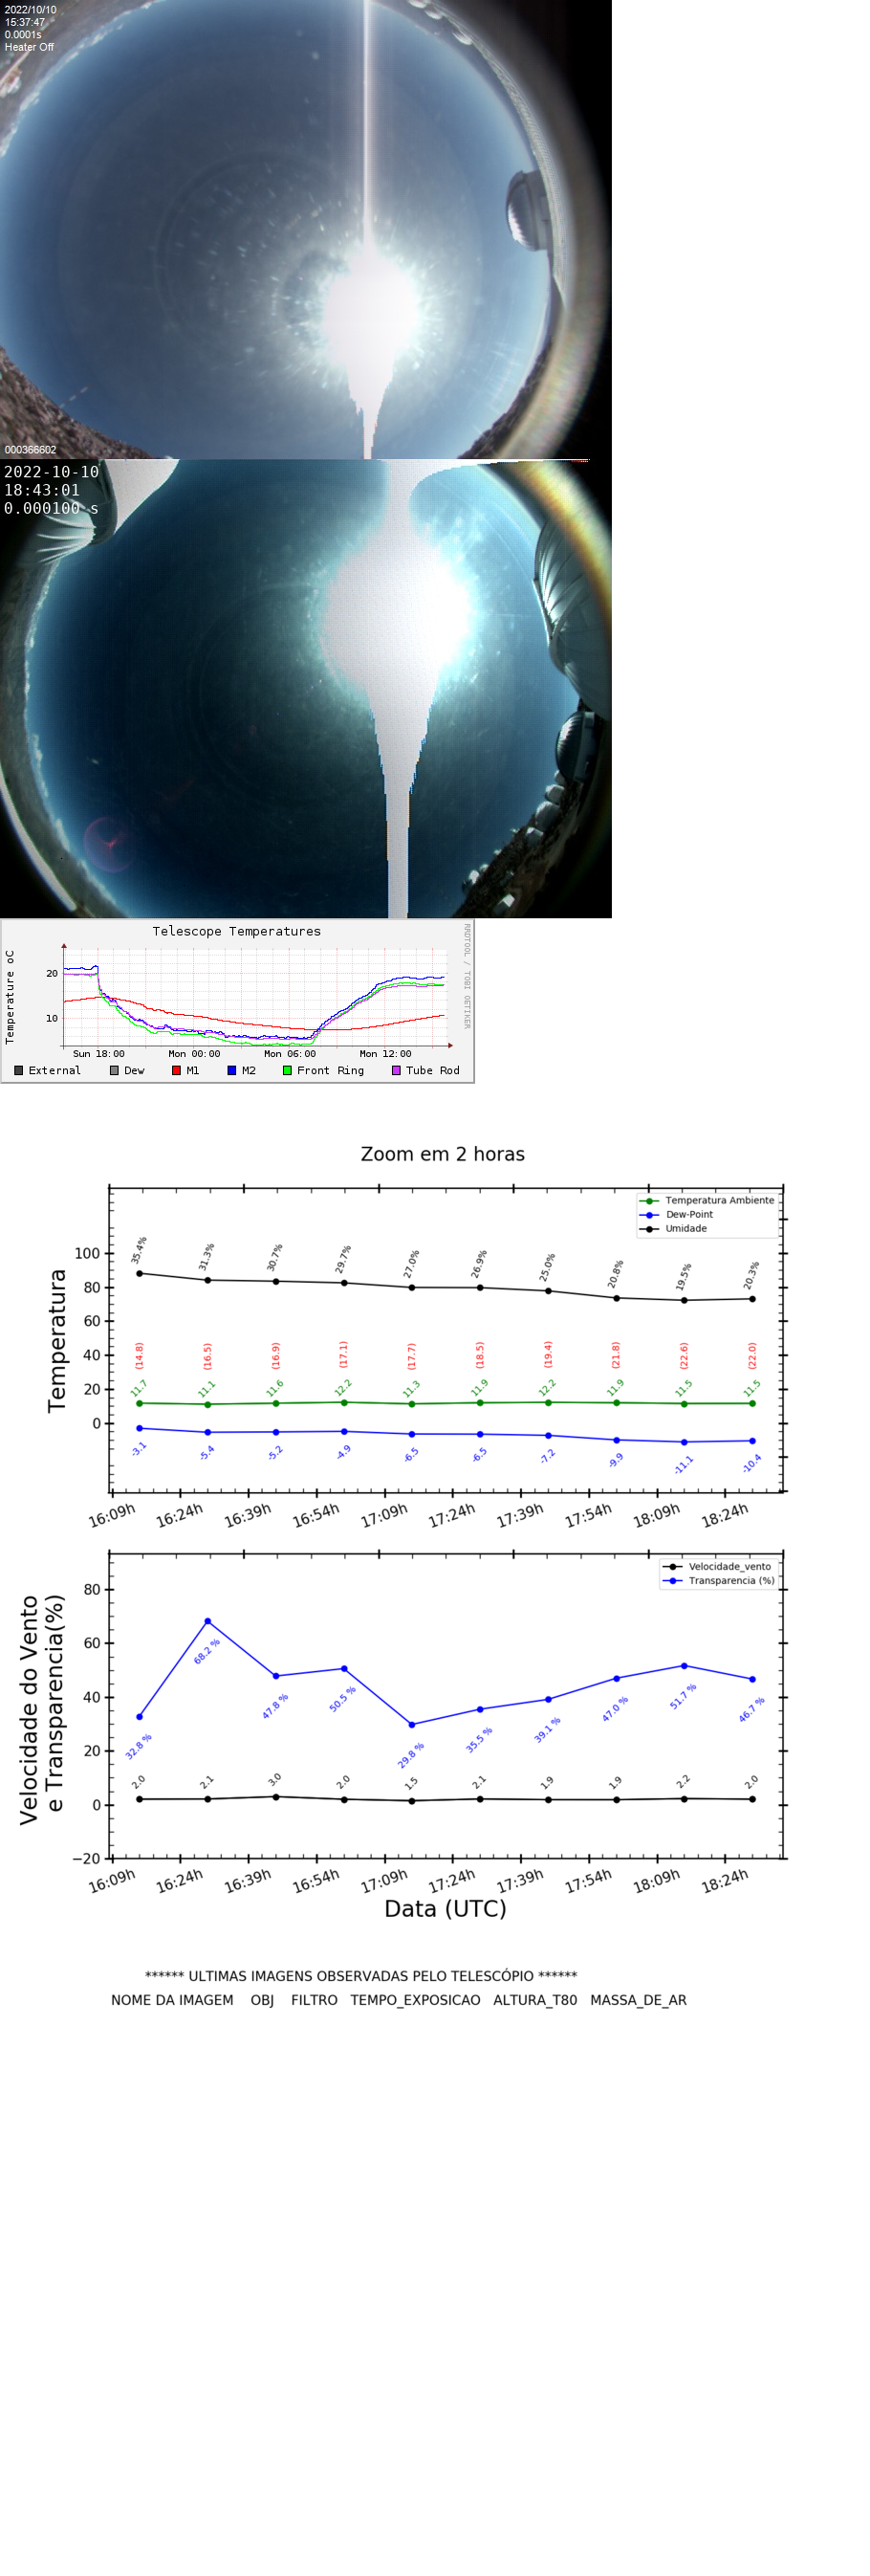 2022/10/10
15:37:47
0.0001s
Heater Off
000366602
2022-10-10
18:43:01
0.000100 s
Telescope Temperatures
RRDTOOL / TOBI OETIKER
Temperature oC
20
10
Sun 18:00 Mon 00:00 Mon 06:00 Mon 12:00
External Dew M1 M2 Front Ring Tube Rod
Zoom em 2 horas
Temperatura Ambiente
Dew-Point
Umidade
Temperatura
100
80
60
40
20
0
35.4% 31.3% 30.7% 29.7% 27.0% 26.9% 25.0% 20.8% 19.5% 20.3%
(14.8) (16.5) (16.9) (17.1) (17.7) (18.5) (19.4) (21.8) (22.6) (22.0)
11.7 11.1 11.6 12.2 11.3 11.9 12.2 11.9 11.5 11.5
-3.1 -5.4 -5.2 -4.9 -6.5 -6.5 -7.2 -9.9 -11.1 -10.4
16:09h 16:24h 16:39h 16:54h 17:09h 17:24h 17:39h 17:54h 18:09h 18:24h
Velocidade_vento
Transparencia (%)
Velocidade do Vento
e Transparencia(%)
80
60
40
20
0
−20
32.8 % 68.2 % 47.8 % 50.5 % 29.8 % 35.5 % 39.1 % 47.0 % 51.7 % 46.7 %
2.0 2.1 3.0 2.0 1.5 2.1 1.9 1.9 2.2 2.0
16:09h 16:24h 16:39h 16:54h 17:09h 17:24h 17:39h 17:54h 18:09h 18:24h
Data (UTC)
****** ULTIMAS IMAGENS OBSERVADAS PELO TELESCÓPIO ******
NOME DA IMAGEM OBJ FILTRO TEMPO_EXPOSICAO ALTURA_T80 MASSA_DE_AR